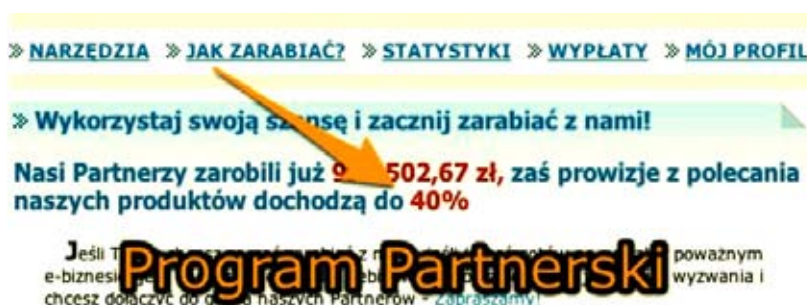 » NARZĘDZIA » JAK ZARABIAĆ? » STATYSTYKI » WYPŁATY » MÓJ PROFIL
» Wykorzystaj swoją szansę i zacznij zarabiać z nami!
Nasi Partnerzy zarobili już 502,67 zł, zaś prowizje z polecania
naszych produktów dochodzą do 40%
Jeśli poważnym
Program Partnerski
wyzwania i
chcesz dołączyć do naszych Partnerów - Zapraszamy!